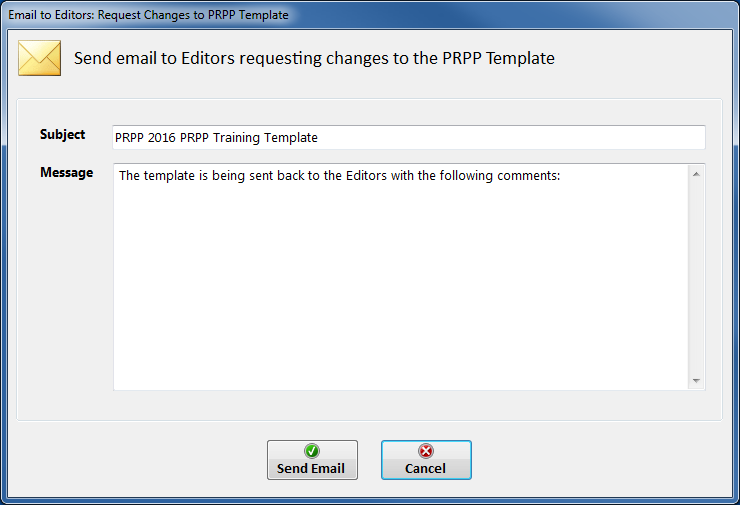 Email to Editors: Request Changes to PRPP Template
Send email to Editors requesting changes to the PRPP Template
Subject
PRPP 2016 PRPP Training Template
Message
The template is being sent back to the Editors with the following comments:
Send Email
Cancel